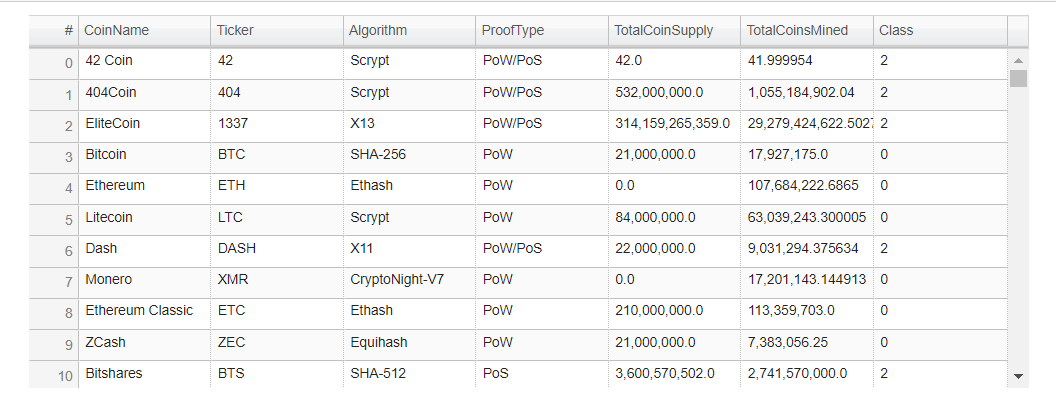 # CoinName Ticker Algorithm ProofType TotalCoinSupply TotalCoinsMined Class
0 42 Coin 42 Scrypt PoW/PoS 42.0 41.999954 2
1 404Coin 404 Scrypt PoW/PoS 532,000,000.0 1,055,184,902.04 2
2 EliteCoin 1337 X13 PoW/PoS 314,159,265,359.0 29,279,424,622.5027 2
3 Bitcoin BTC SHA-256 PoW 21,000,000.0 17,927,175.0 0
4 Ethereum ETH Ethash PoW 0.0 107,684,222.6865 0
5 Litecoin LTC Scrypt PoW 84,000,000.0 63,039,243.300005 0
6 Dash DASH X11 PoW/PoS 22,000,000.0 9,031,294.375634 2
7 Monero XMR CryptoNight-V7 PoW 0.0 17,201,143.144913 0
8 Ethereum Classic ETC Ethash PoW 210,000,000.0 113,359,703.0 0
9 ZCash ZEC Equihash PoW 21,000,000.0 7,383,056.25 0
10 Bitshares BTS SHA-512 PoS 3,600,570,502.0 2,741,570,000.0 2